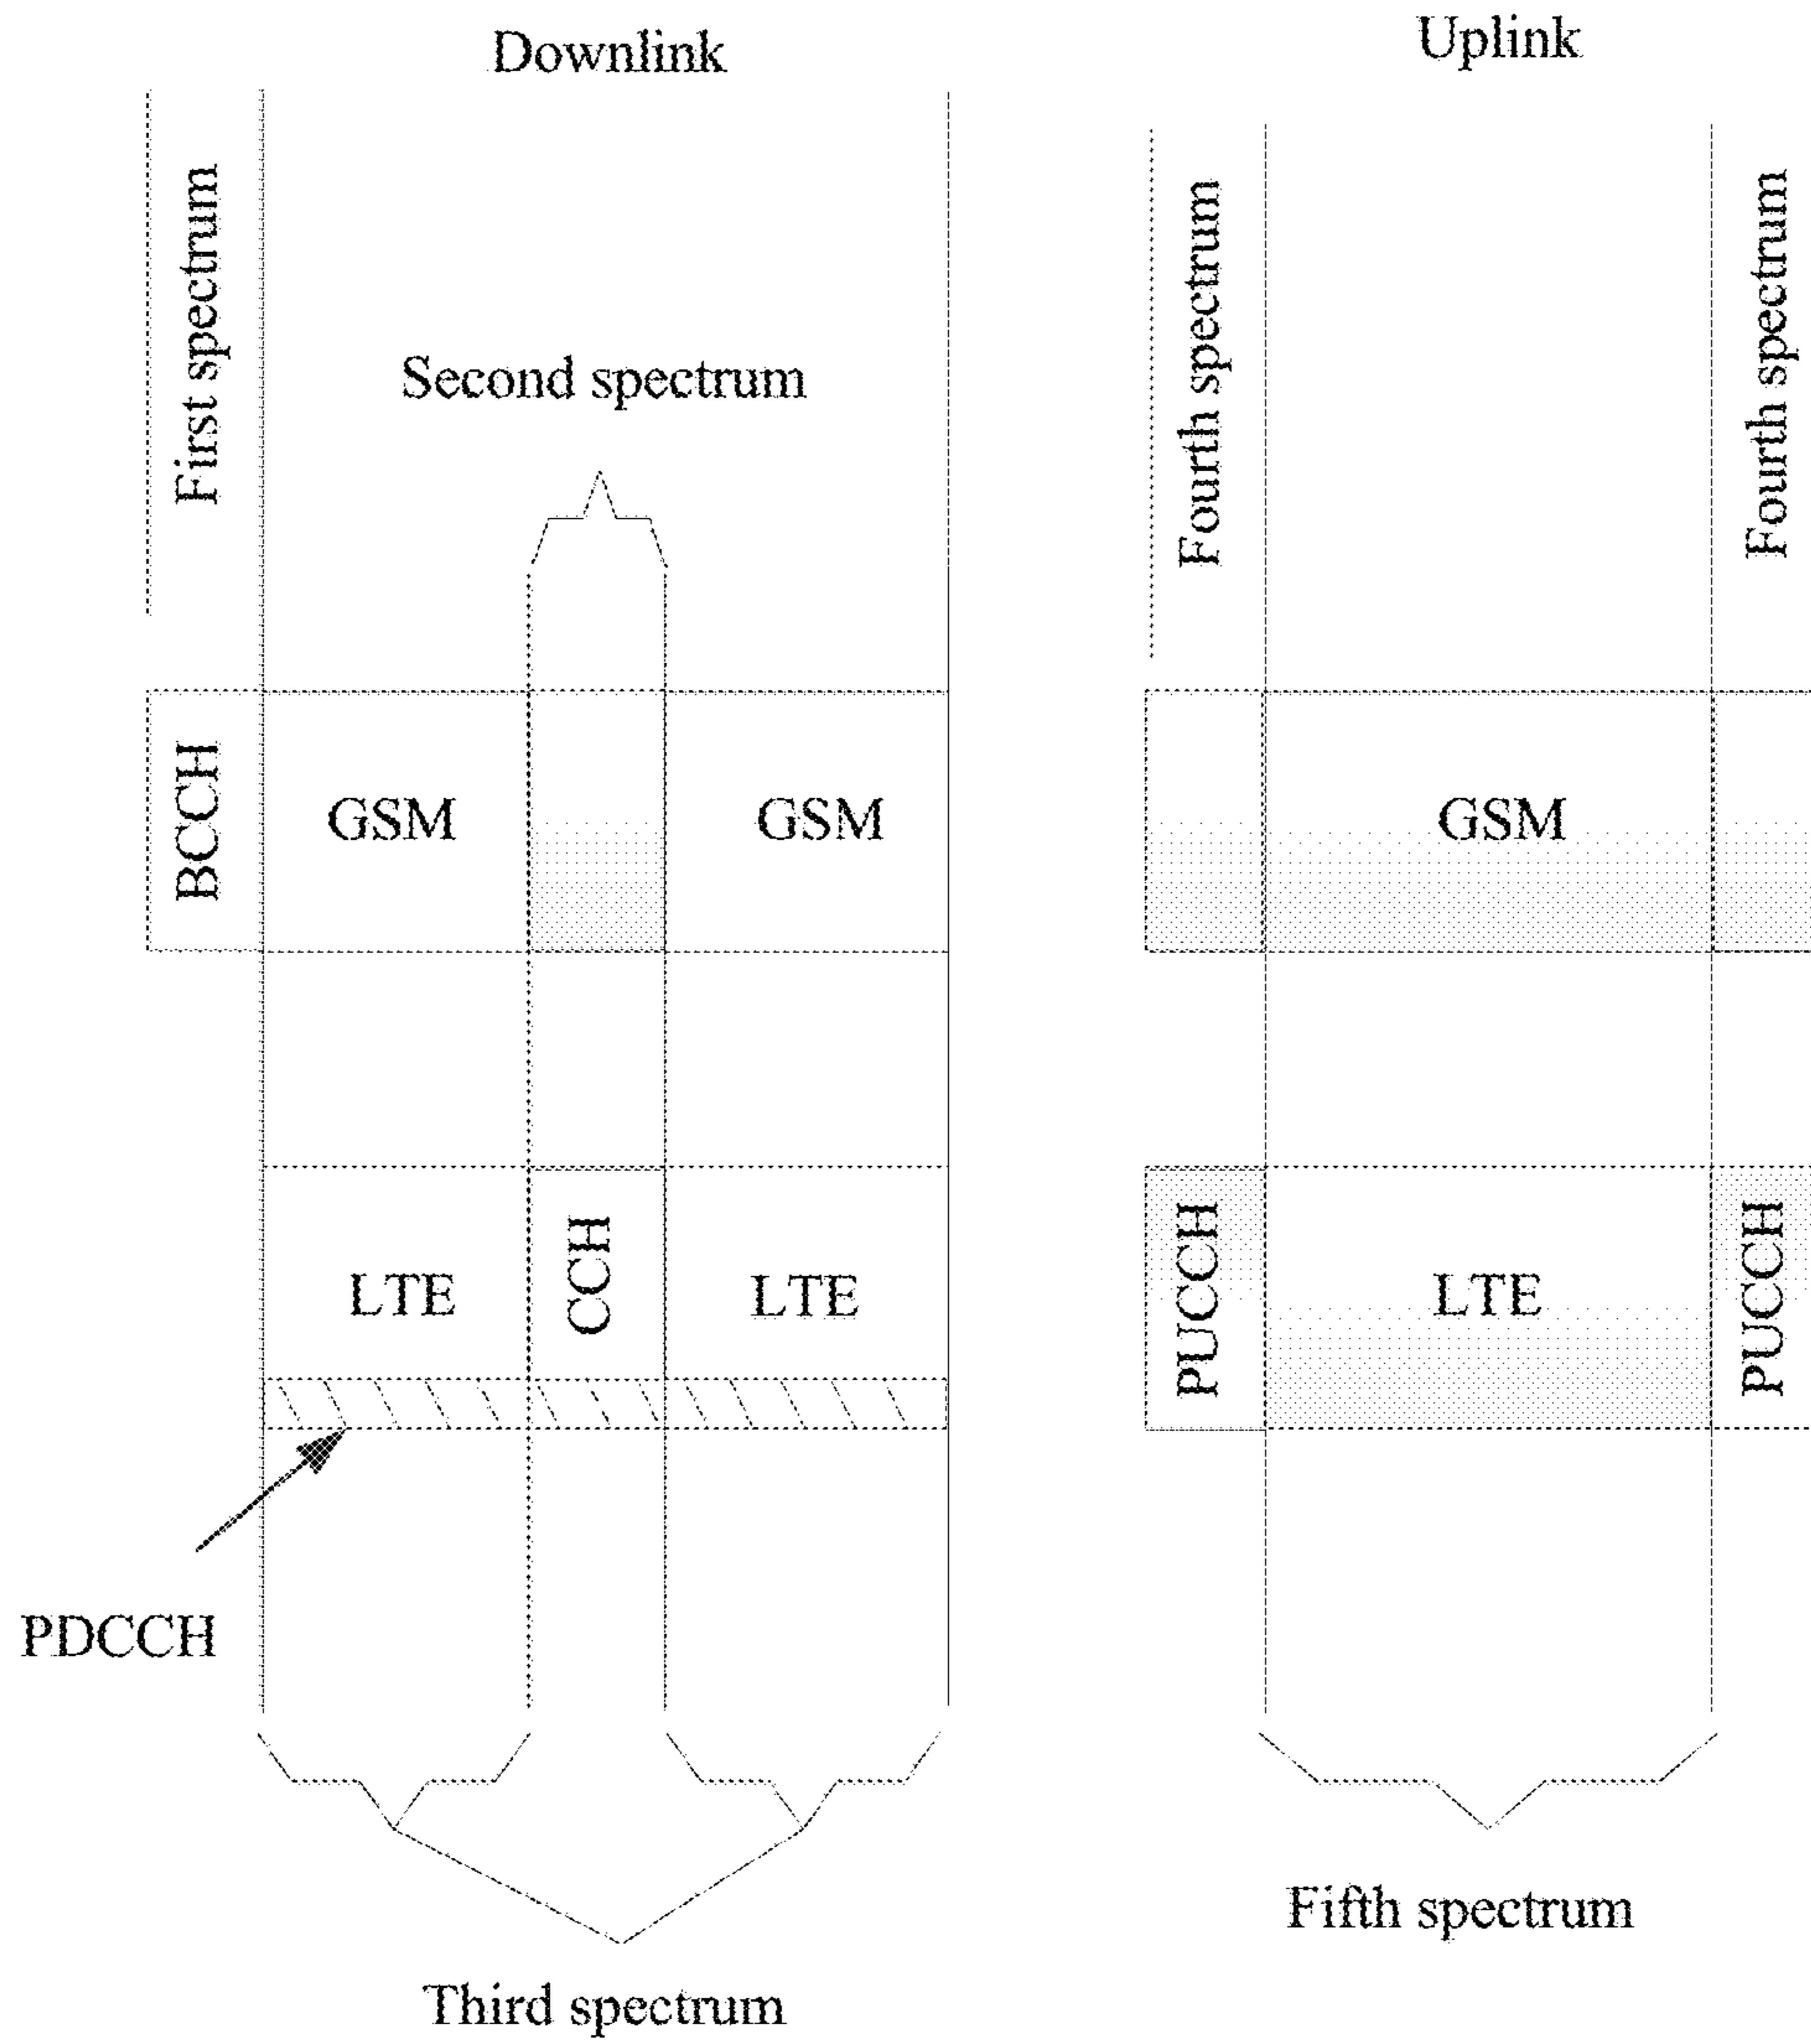 Downlink
Uplink
First spectrum
Second spectrum
Fourth spectrum
Fourth spectrum
BCCH
GSM
GSM
GSM
LTE
CCH
LTE
PUCCH
LTE
PUCCH
PDCCH
Fifth spectrum
Third spectrum